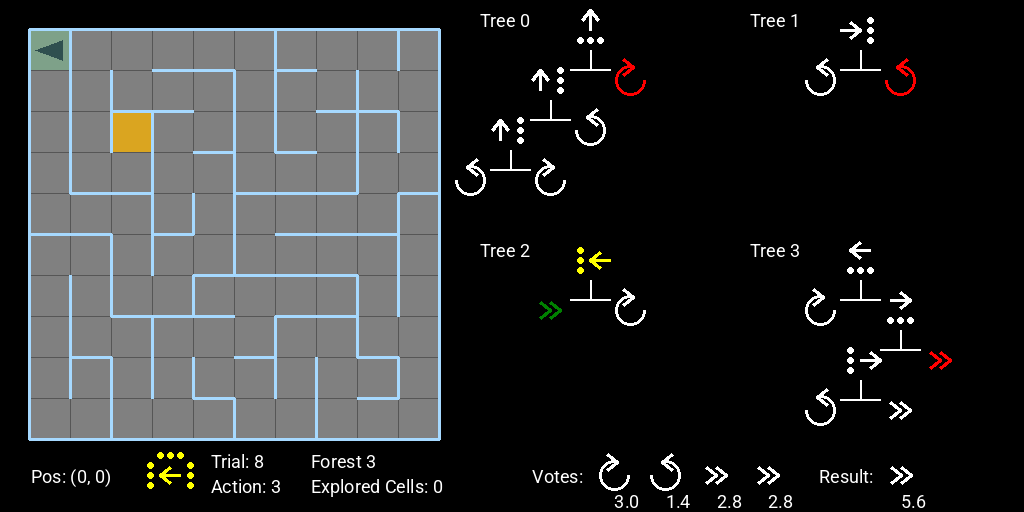 Tree 0
Tree 1
Tree 2
Tree 3
Pos: (0, 0)
Trial: 8
Action: 3
Forest 3
Explored Cells: 0
Votes:
3.0
1.4
2.8
2.8
Result:
5.6